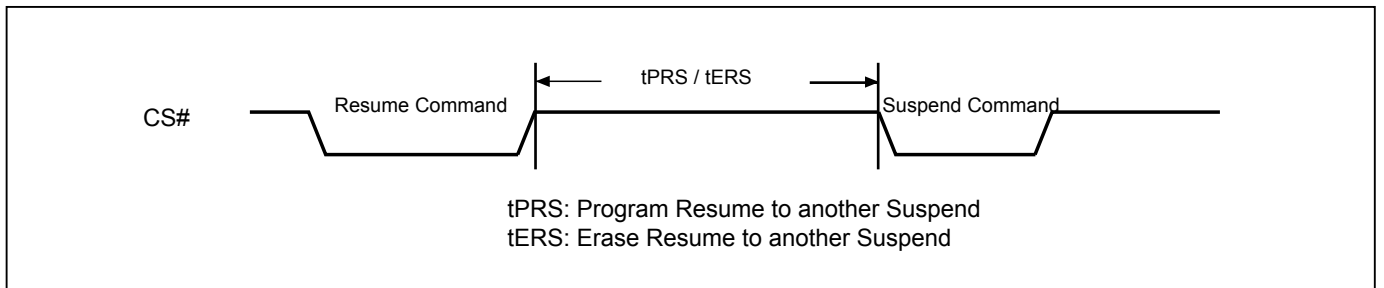 tPRS / tERS
Resume Command
Suspend Command
CS#
tPRS: Program Resume to another Suspend
tERS: Erase Resume to another Suspend